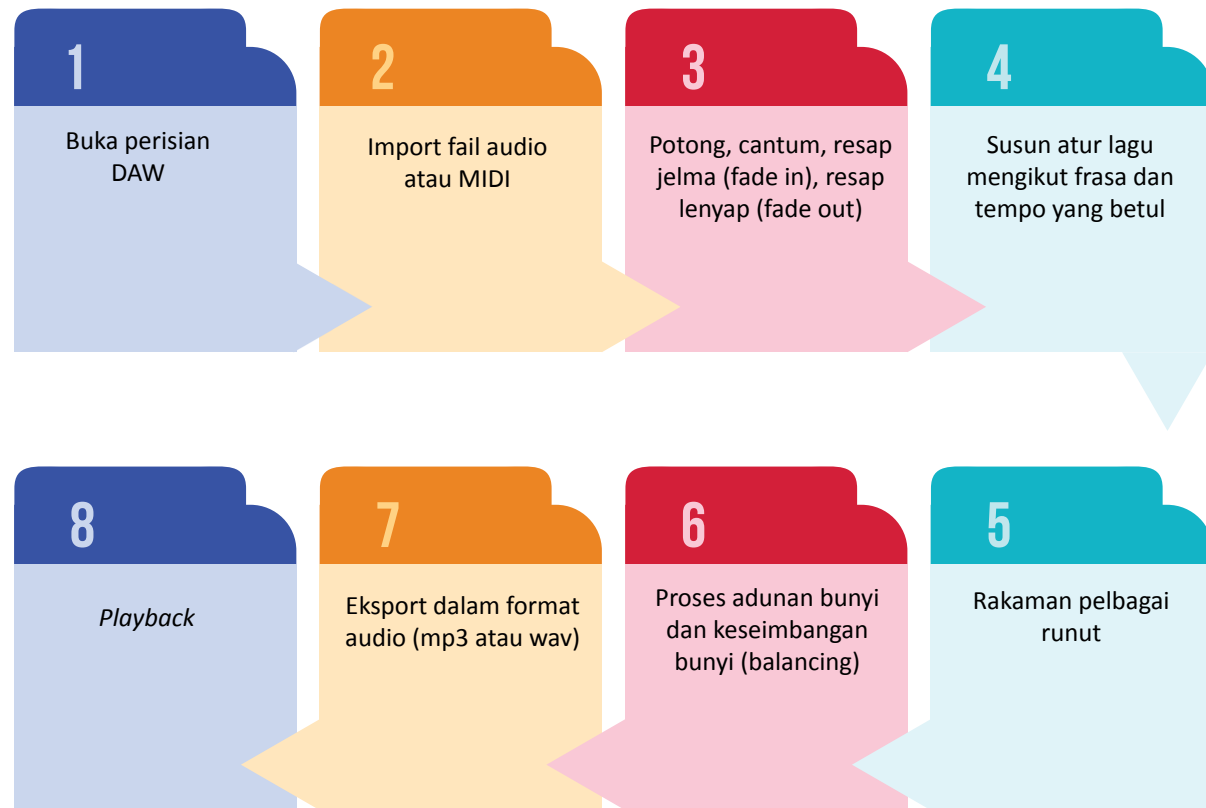 1
Buka perisian
DAW
2
Import fail audio
atau MIDI
3
Potong, cantum, resap
jelma (fade in), resap
lenyap (fade out)
4
Susun atur lagu
mengikut frasa dan
tempo yang betul
5
Rakaman pelbagai
runut
6
Proses adunan bunyi
dan keseimbangan
bunyi (balancing)
7
Eksport dalam format
audio (mp3 atau wav)
8
Playback